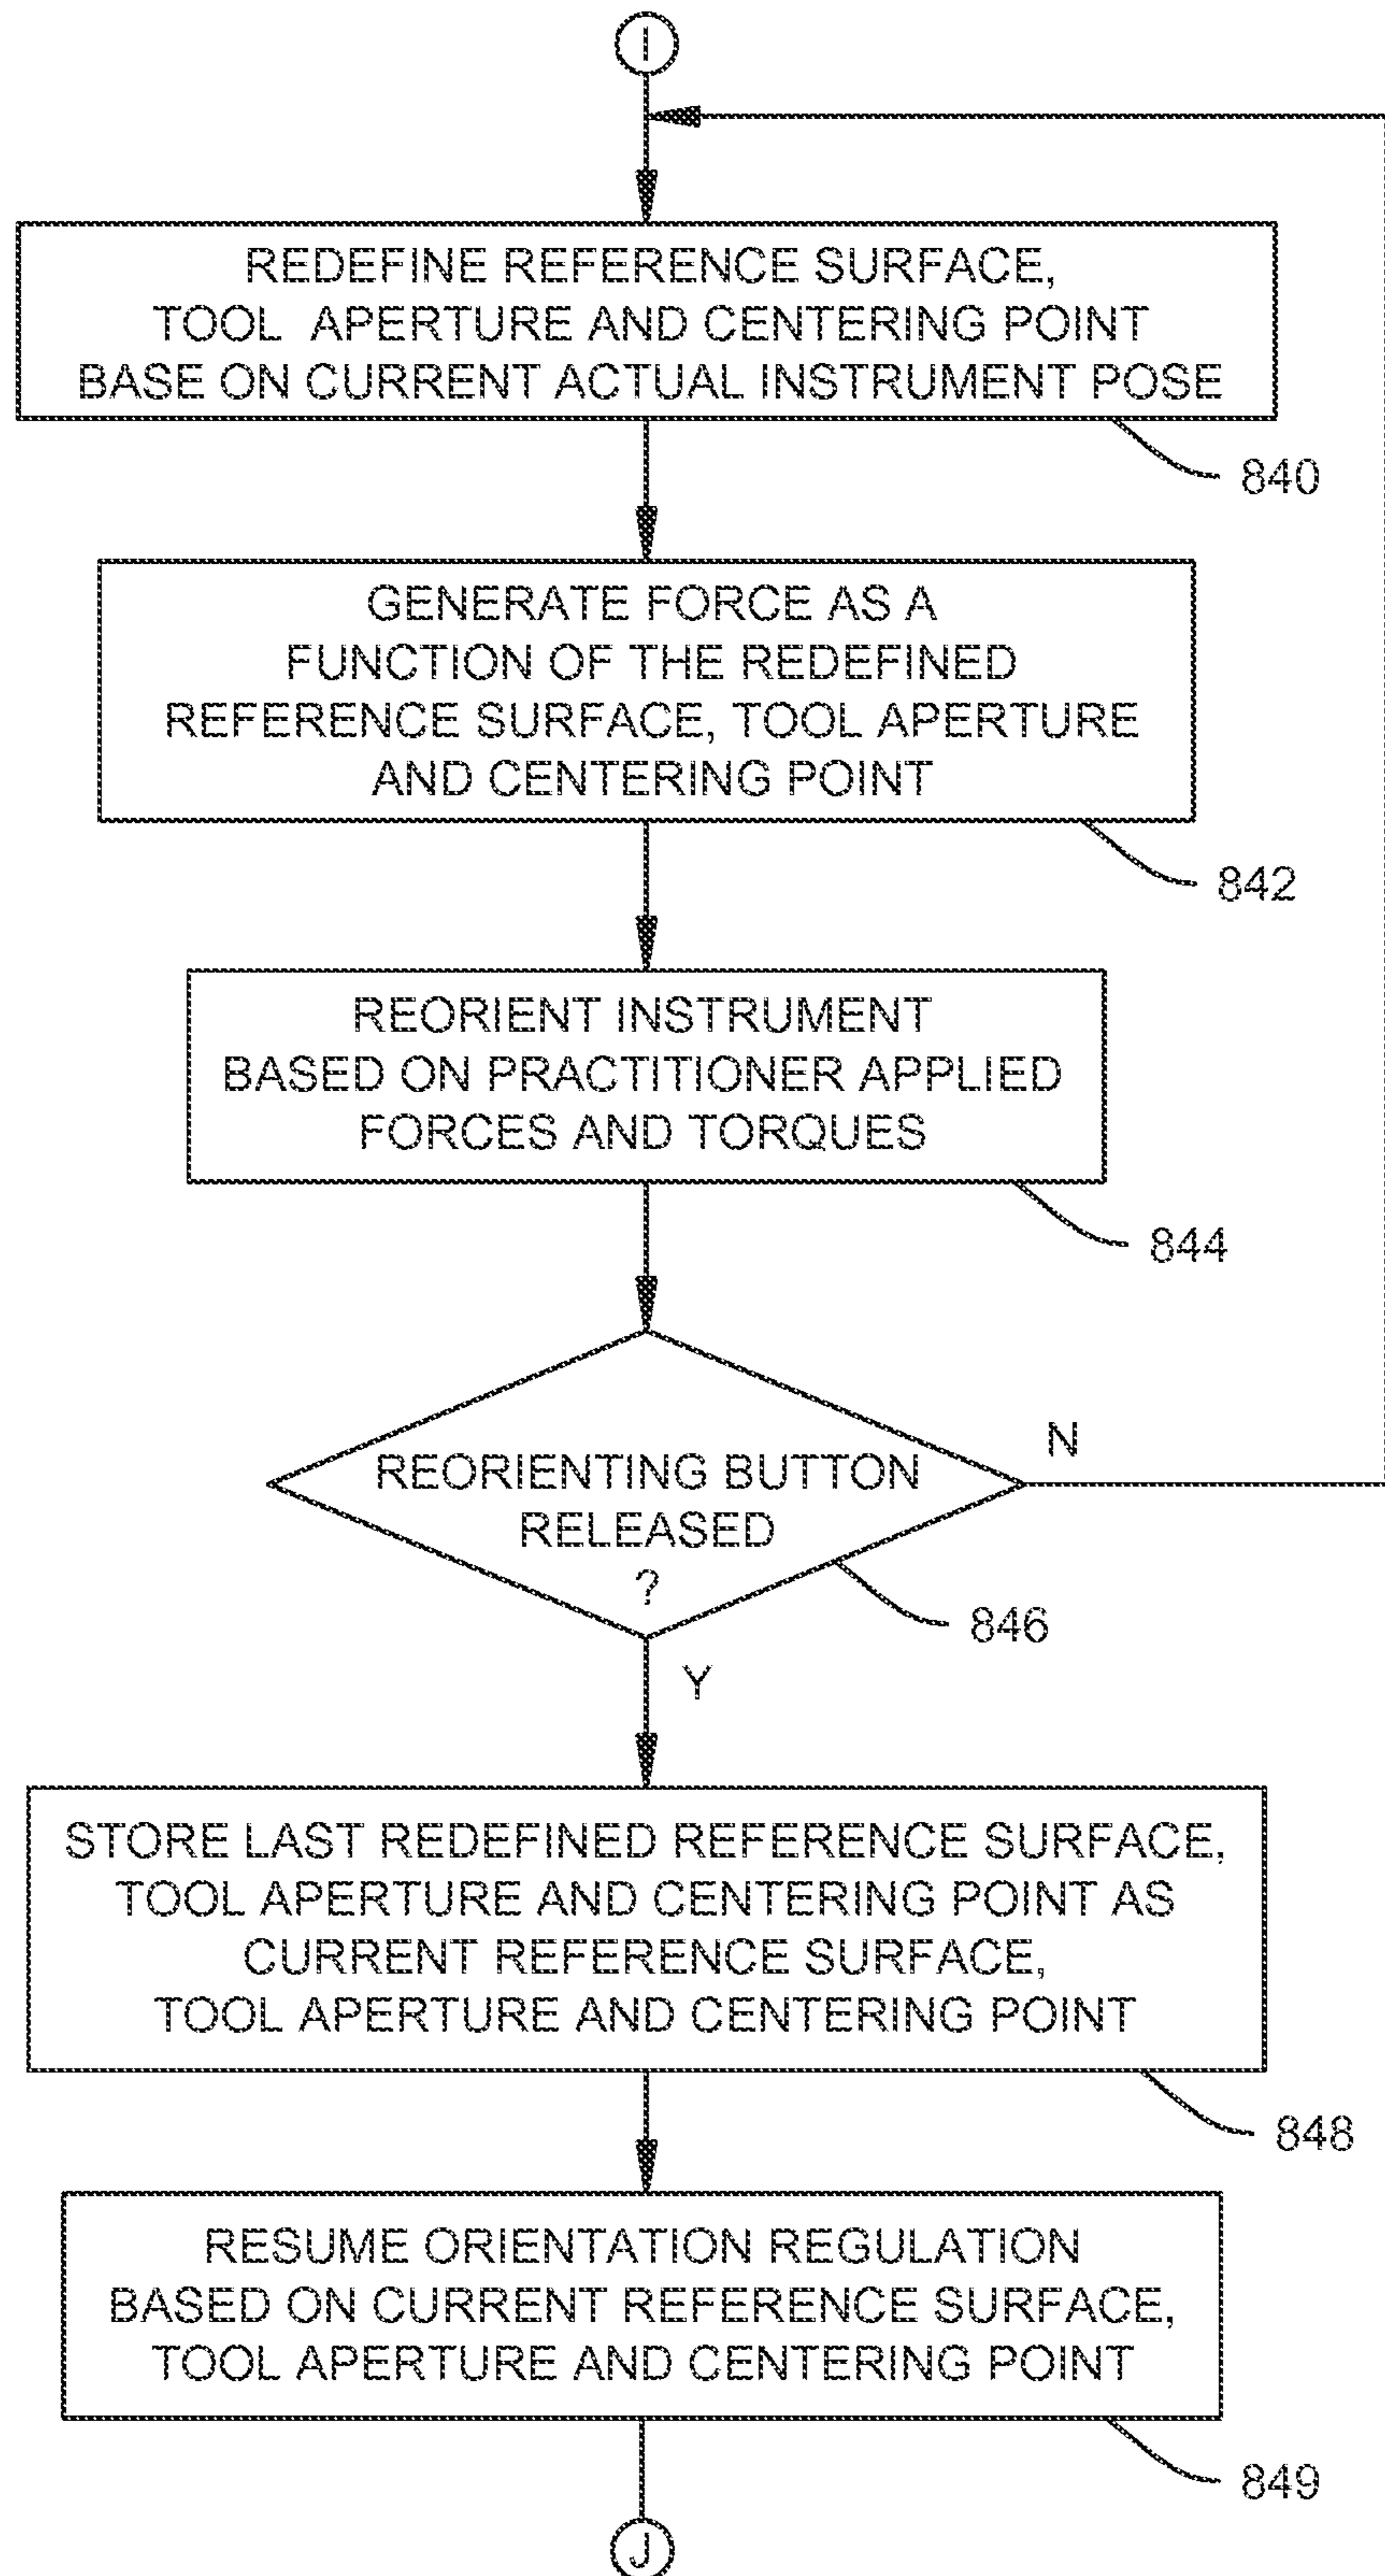 I
REDEFINE REFERENCE SURFACE,
TOOL APERTURE AND CENTERING POINT
BASE ON CURRENT ACTUAL INSTRUMENT POSE
840
GENERATE FORCE AS A
FUNCTION OF THE REDEFINED
REFERENCE SURFACE, TOOL APERTURE
AND CENTERING POINT
842
REORIENT INSTRUMENT
BASED ON PRACTITIONER APPLIED
FORCES AND TORQUES
844
N
REORIENTING BUTTON
RELEASED
?
846
Y
STORE LAST REDEFINED REFERENCE SURFACE,
TOOL APERTURE AND CENTERING POINT AS
CURRENT REFERENCE SURFACE,
TOOL APERTURE AND CENTERING POINT
848
RESUME ORIENTATION REGULATION
BASED ON CURRENT REFERENCE SURFACE,
TOOL APERTURE AND CENTERING POINT
849
J